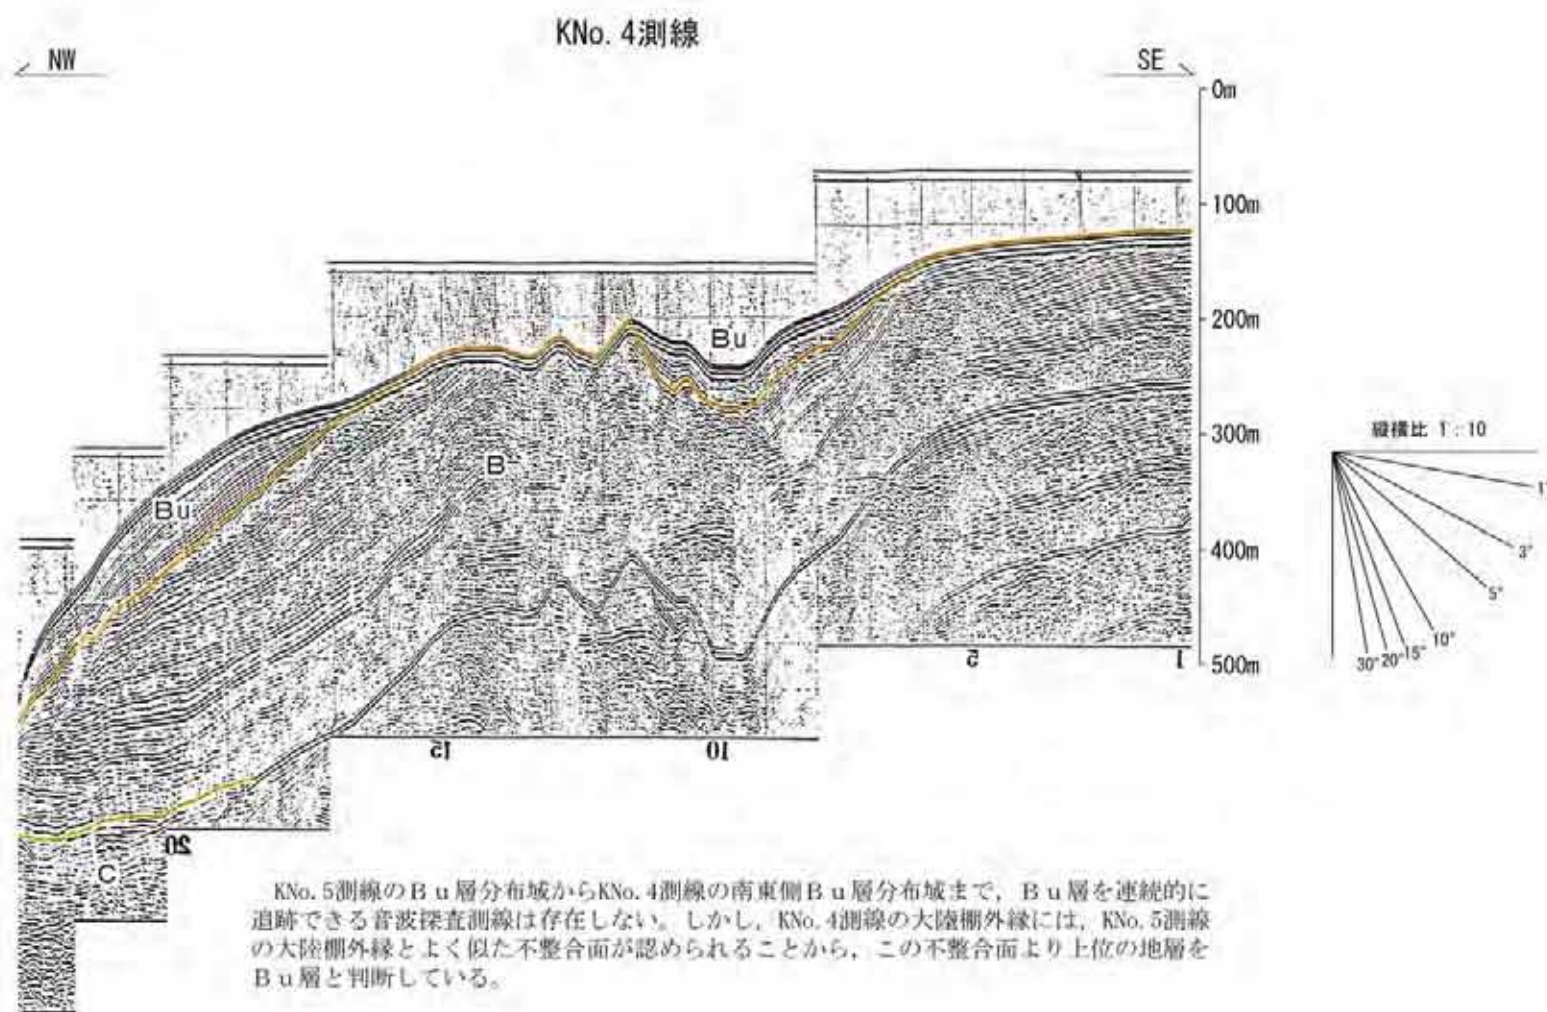 KNo. 4測線
NW
SE
0m
100m
200m
300m
400m
500m
Bu
Bu
B
C
20
15
10
5
1
縦横比 1:10
1°
3°
5°
10°
15°
20°
30°
KNo.5測線のＢｕ層分布域からKNo.4測線の南東側Ｂｕ層分布域まで，Ｂｕ層を連続的に
追跡できる音波探査測線は存在しない。しかし，KNo.4測線の大陸棚外縁には，KNo.5測線
の大陸棚外縁とよく似た不整合面が認められることから，この不整合面より上位の地層を
Ｂｕ層と判断している。